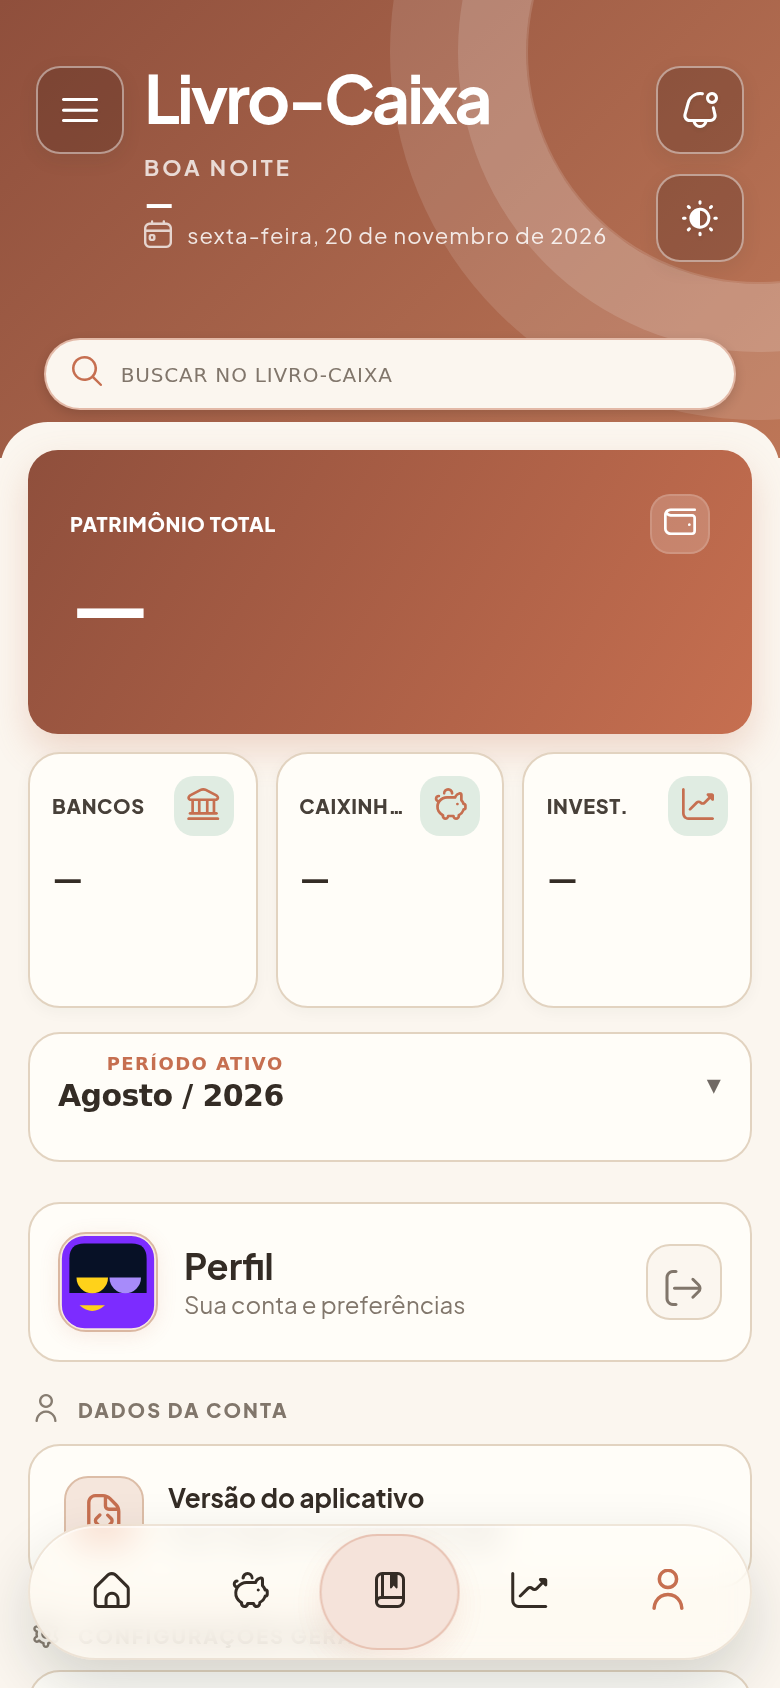 Livro-Caixa
BOA NOITE
—
sexta-feira, 20 de novembro de 2026
BUSCAR NO LIVRO-CAIXA
PATRIMÔNIO TOTAL
—
BANCOS
—
CAIXINH…
—
INVEST.
—
PERÍODO ATIVO
Agosto / 2026
▼
Perfil
Sua conta e preferências
DADOS DA CONTA
Versão do aplicativo
CONFIGURAÇÕES